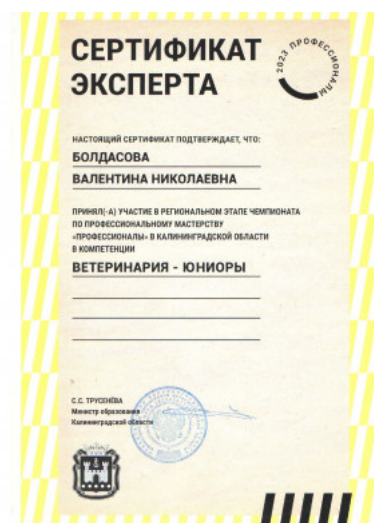 СЕРТИФИКАТ
ЭКСПЕРТА
2023 ПРОФЕССИОНАЛЫ
НАСТОЯЩИЙ СЕРТИФИКАТ ПОДТВЕРЖДАЕТ, ЧТО:
БОЛДАСОВА
ВАЛЕНТИНА НИКОЛАЕВНА
ПРИНЯЛ(-А) УЧАСТИЕ В РЕГИОНАЛЬНОМ ЭТАПЕ ЧЕМПИОНАТА
ПО ПРОФЕССИОНАЛЬНОМУ МАСТЕРСТВУ
«ПРОФЕССИОНАЛЫ» В КАЛИНИНГРАДСКОЙ ОБЛАСТИ
В КОМПЕТЕНЦИИ
ВЕТЕРИНАРИЯ - ЮНИОРЫ
С.С. ТРУСЕНЁВА
Министр образования
Калининградской области